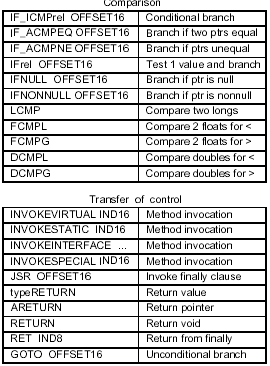 Comparison
IF_ICMPrel OFFSET16 Conditional branch
IF_ACMPEQ OFFSET16 Branch if two ptrs equal
IF_ACMPNE OFFSET16 Branch if ptrs unequal
IFrel OFFSET16 Test 1 value and branch
IFNULL OFFSET16 Branch if ptr is null
IFNONNULL OFFSET16 Branch if ptr is nonnull
LCMP Compare two longs
FCMPL Compare 2 floats for <
FCMPG Compare 2 floats for >
DCMPL Compare doubles for <
DCMPG Compare doubles for >
Transfer of control
INVOKEVIRTUAL IND16 Method invocation
INVOKESTATIC IND16 Method invocation
INVOKEINTERFACE ... Method invocation
INVOKESPECIAL IND16 Method invocation
JSR OFFSET16 Invoke finally clause
typeRETURN Return value
ARETURN Return pointer
RETURN Return void
RET IND8 Return from finally
GOTO OFFSET16 Unconditional branch